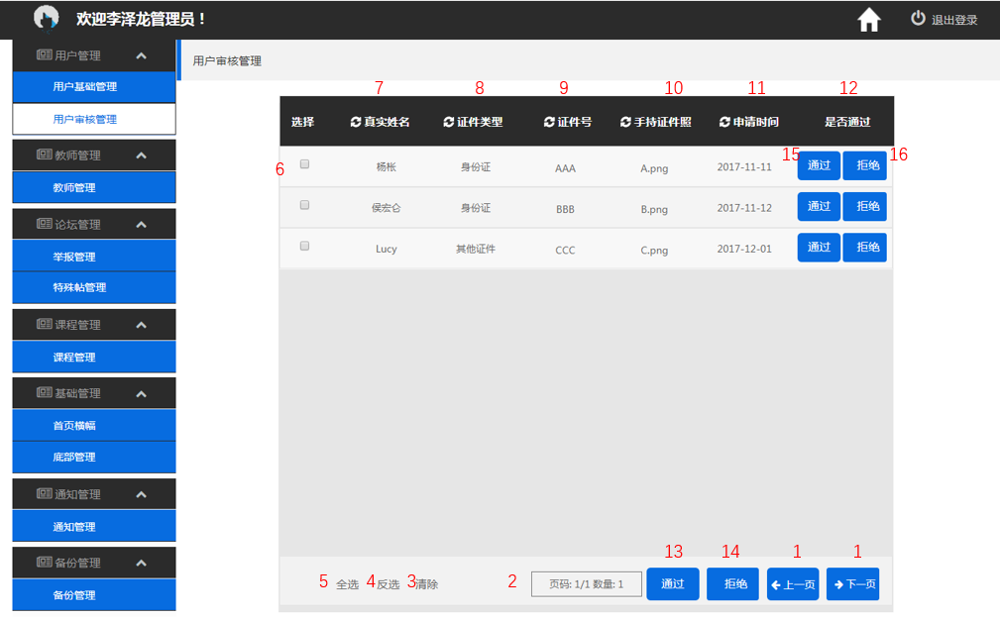 欢迎李泽龙管理员！
退出登录
用户管理
用户基础管理
用户审核管理
教师管理
教师管理
论坛管理
举报管理
特殊帖管理
课程管理
课程管理
基础管理
首页横幅
底部管理
通知管理
通知管理
备份管理
备份管理
用户审核管理
7 8 9 10 11 12
选择 真实姓名 证件类型 证件号 手持证件照 申请时间 是否通过
15 16
6 杨枨 身份证 AAA A.png 2017-11-11 通过 拒绝
侯宏仑 身份证 BBB B.png 2017-11-12 通过 拒绝
Lucy 其他证件 CCC C.png 2017-12-01 通过 拒绝
13 14 1 1
5 全选 4 反选 3 清除 2 页码: 1/1 数量: 1 通过 拒绝 上一页 下一页